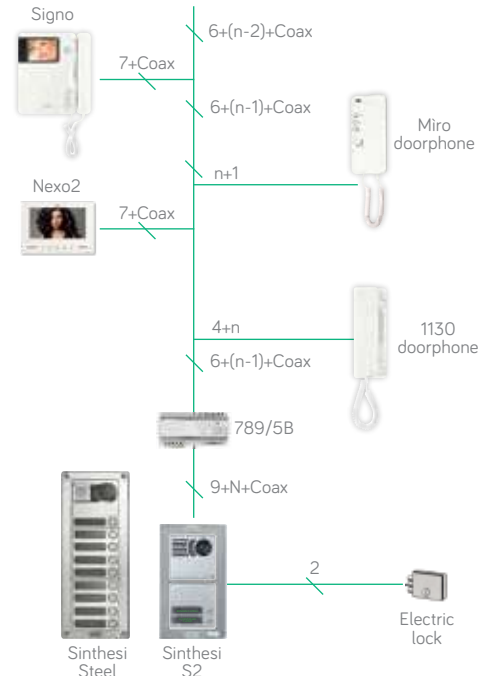 Signo
6+(n-2)+Coax
7+Coax
6+(n-1)+Coax
Miro
doorphone
n+1
Nexo2
7+Coax
4+n
1130
doorphone
6+(n-1)+Coax
789/5B
9+N+Coax
2
Electric
lock
Sinthesi
Steel
Sinthesi
S2